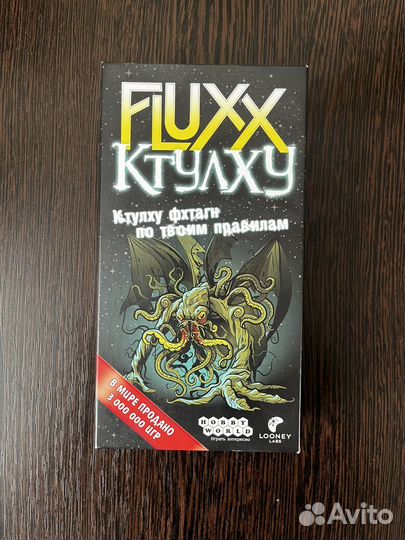 FLUXX
КТУЛХУ
Ктулху фхтагн
по твоим правилам
В МИРЕ ПРОДАНО
3 000 000 ИГР
HOBBY
WORLD
Играть интересно
LOONEY
LABS
Avito